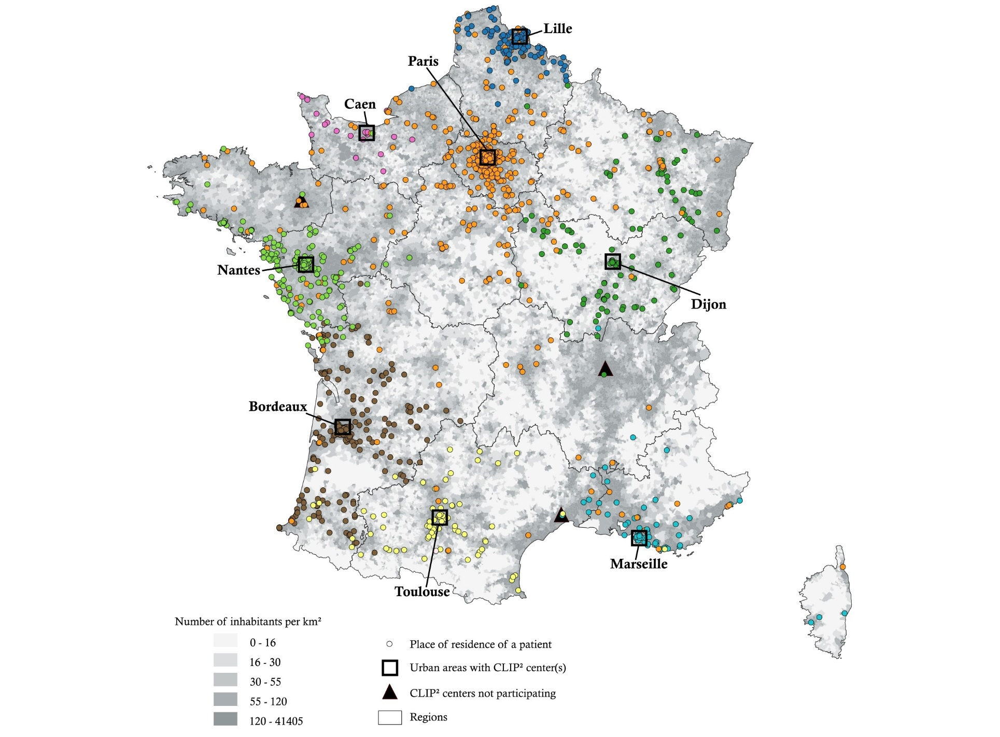 Lille
Paris
Caen
Nantes
Dijon
Bordeaux
Marseille
Toulouse
Number of inhabitants per km²
0 - 16
16 - 30
30 - 55
55 - 120
120 - 41405
Place of residence of a patient
Urban areas with CLIP² center(s)
CLIP² centers not participating
Regions